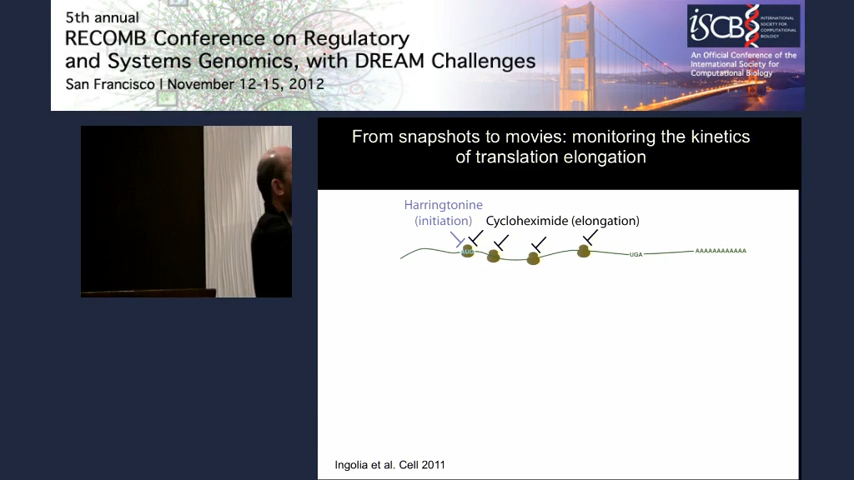 5th annual
RECOMB Conference on Regulatory
and Systems Genomics, with DREAM Challenges
San Francisco | November 12-15, 2012
iSCB
INTERNATIONAL
SOCIETY FOR
COMPUTATIONAL
BIOLOGY
An Official Conference of the
International Society for
Computational Biology
From snapshots to movies: monitoring the kinetics
of translation elongation
Harringtonine
(initiation)
Cycloheximide (elongation)
AUG
UGA
AAAAAAAAAAAA
Ingolia et al. Cell 2011